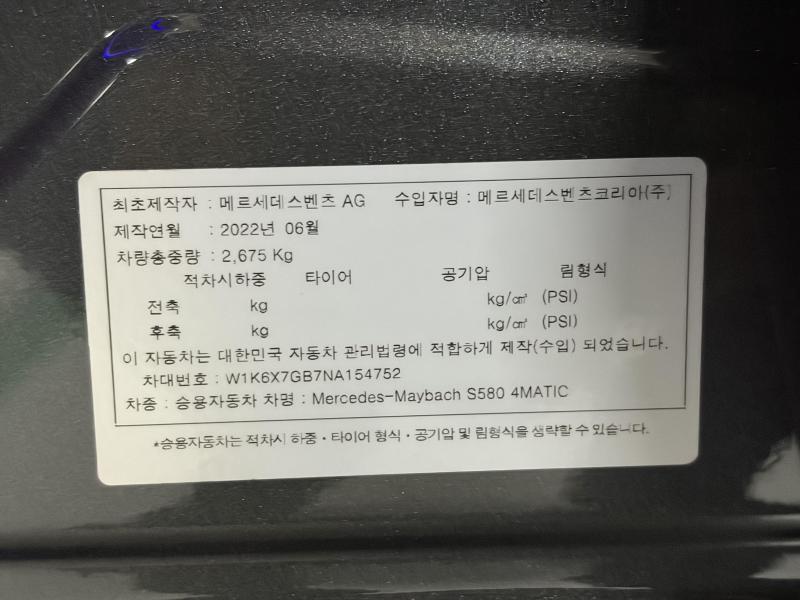 최초제작자 : 메르세데스벤츠 AG 수입자명 : 메르세데스벤츠코리아(주)
제작연월 : 2022년 06월
차량총중량 : 2,675 Kg
적차시하중 타이어 공기압 림형식
전축 kg kg/㎠ (PSI)
후축 kg kg/㎠ (PSI)
이 자동차는 대한민국 자동차 관리법령에 적합하게 제작(수입) 되었습니다.
차대번호 : W1K6X7GB7NA154752
차종 : 승용자동차 차명 : Mercedes-Maybach S580 4MATIC
*승용자동차는 적차시 하중·타이어 형식·공기압 및 림형식을 생략할 수 있습니다.